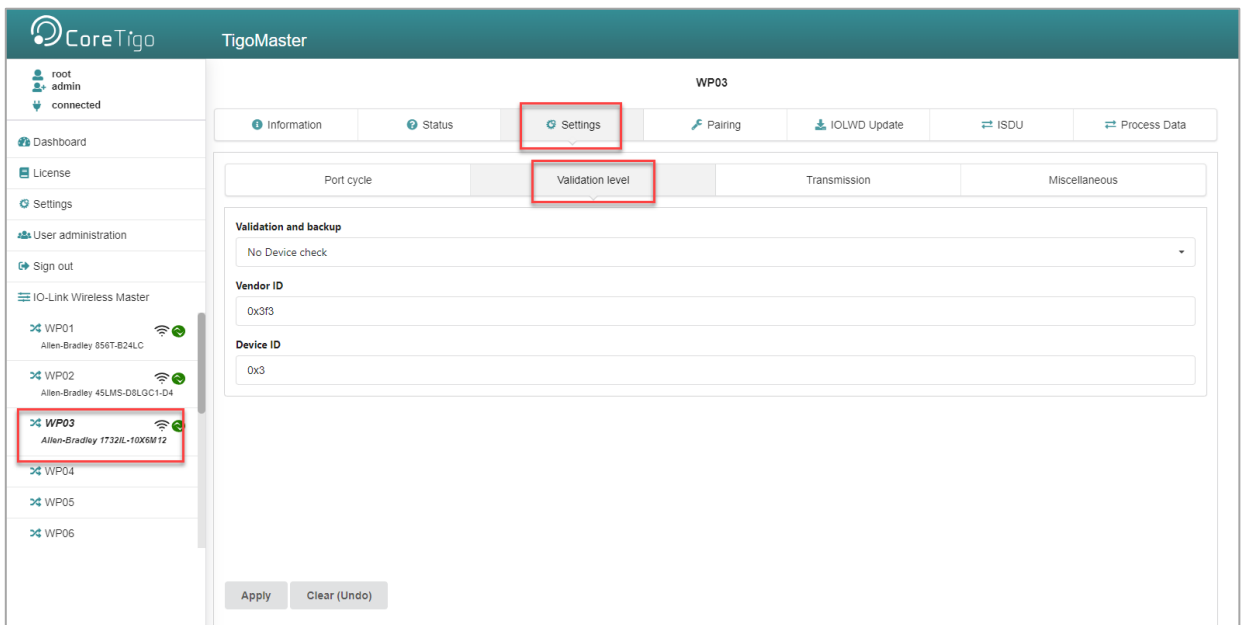 CoreTigo
TigoMaster
root
admin
connected
Dashboard
License
Settings
User administration
Sign out
IO-Link Wireless Master
WP01
Allen-Bradley 856T-B24LC
WP02
Allen-Bradley 45LMS-D8LGC1-D4
WP03
Allen-Bradley 1732IL-10X6M12
WP04
WP05
WP06
WP03
Information Status Settings Pairing IOLWD Update ISDU Process Data
Port cycle Validation level Transmission Miscellaneous
Validation and backup
No Device check
Vendor ID
0x3f3
Device ID
0x3
Apply Clear (Undo)